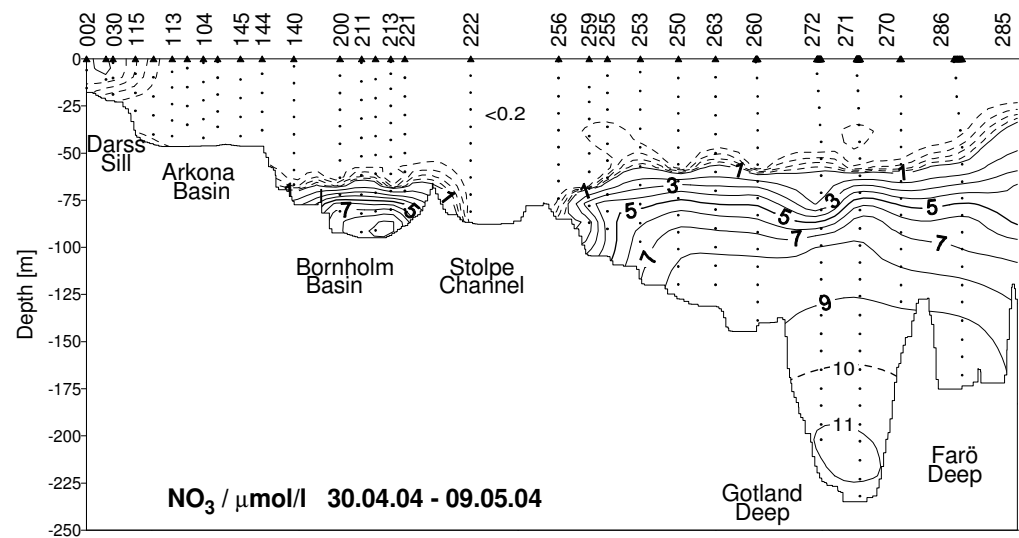 002 030 115 113 104 145 144 140 200 211 213 221 222 256 259 255 253 250 263 260 272 271 270 286 285
0
-25
-50
-75
-100
-125
-150
-175
-200
-225
-250
Depth [m]
<0.2
Darss
Sill
Arkona
Basin
Bornholm
Basin
Stolpe
Channel
Gotland
Deep
Farö
Deep
1
7
5
1
1
3
5
7
1
3
5
7
1
5
7
9
10
11
NO₃ / μmol/l 30.04.04 - 09.05.04